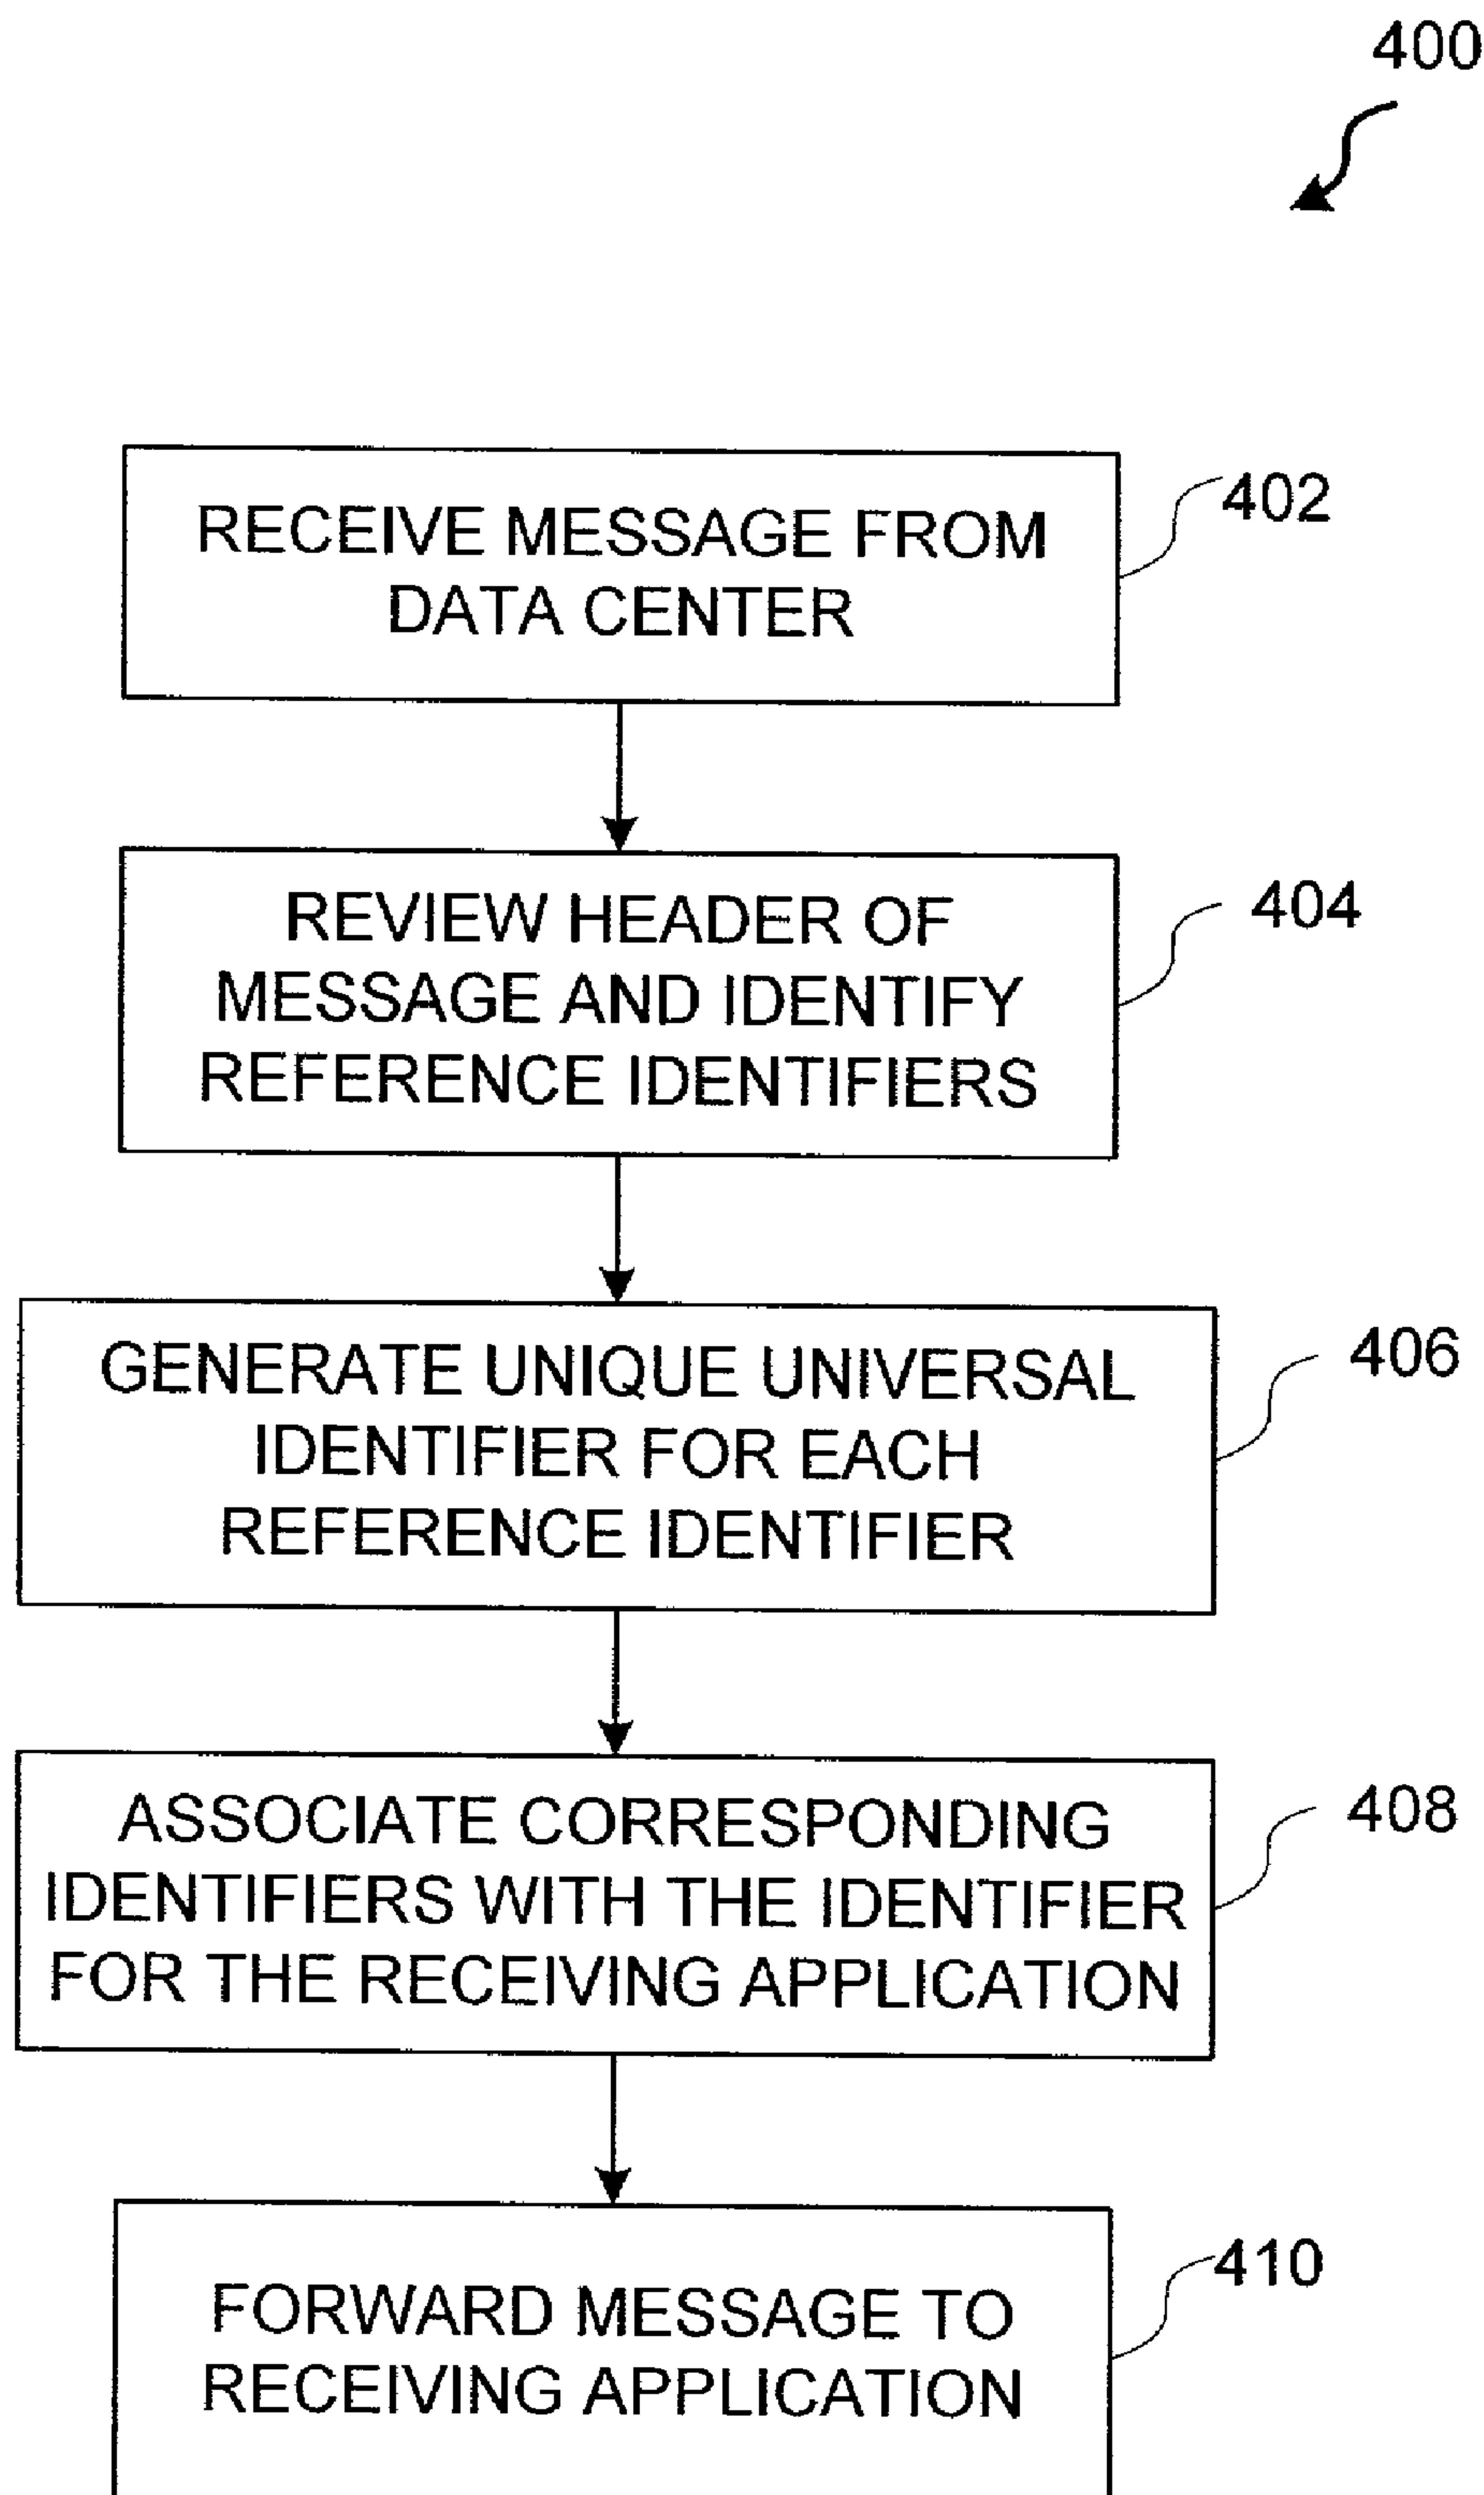 400
RECEIVE MESSAGE FROM
DATA CENTER
402
REVIEW HEADER OF
MESSAGE AND IDENTIFY
REFERENCE IDENTIFIERS
404
GENERATE UNIQUE UNIVERSAL
IDENTIFIER FOR EACH
REFERENCE IDENTIFIER
406
ASSOCIATE CORRESPONDING
IDENTIFIERS WITH THE IDENTIFIER
FOR THE RECEIVING APPLICATION
408
FORWARD MESSAGE TO
RECEIVING APPLICATION
410